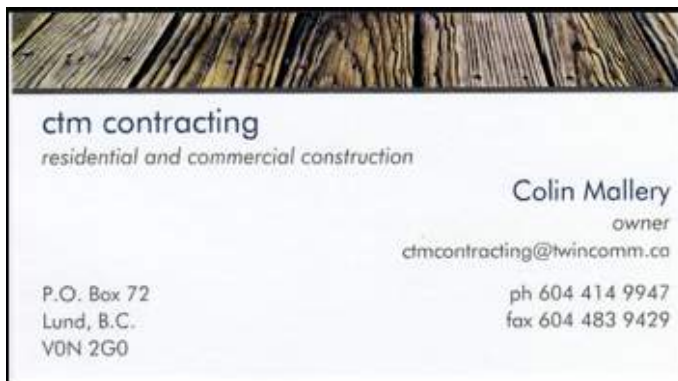 ctm contracting
residential and commercial construction
Colin Mallery
owner
ctmcontracting@twincomm.ca
P.O. Box 72
Lund, B.C.
V0N 2G0
ph 604 414 9947
fax 604 483 9429